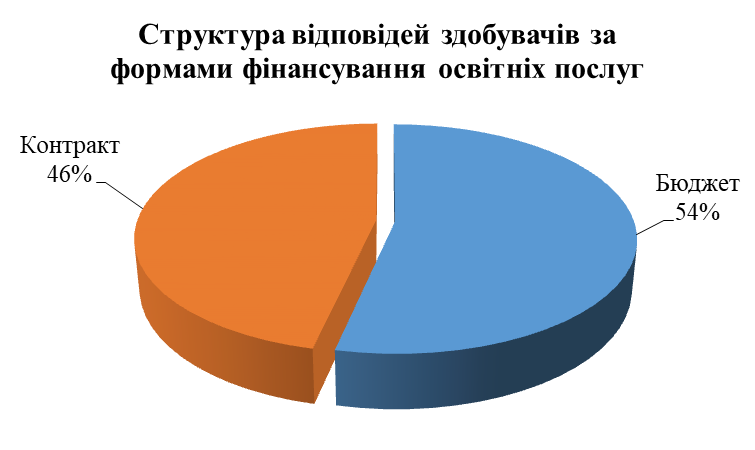 Структура відповідей здобувачів за
формами фінансування освітніх послуг
Контракт
46%
Бюджет
54%